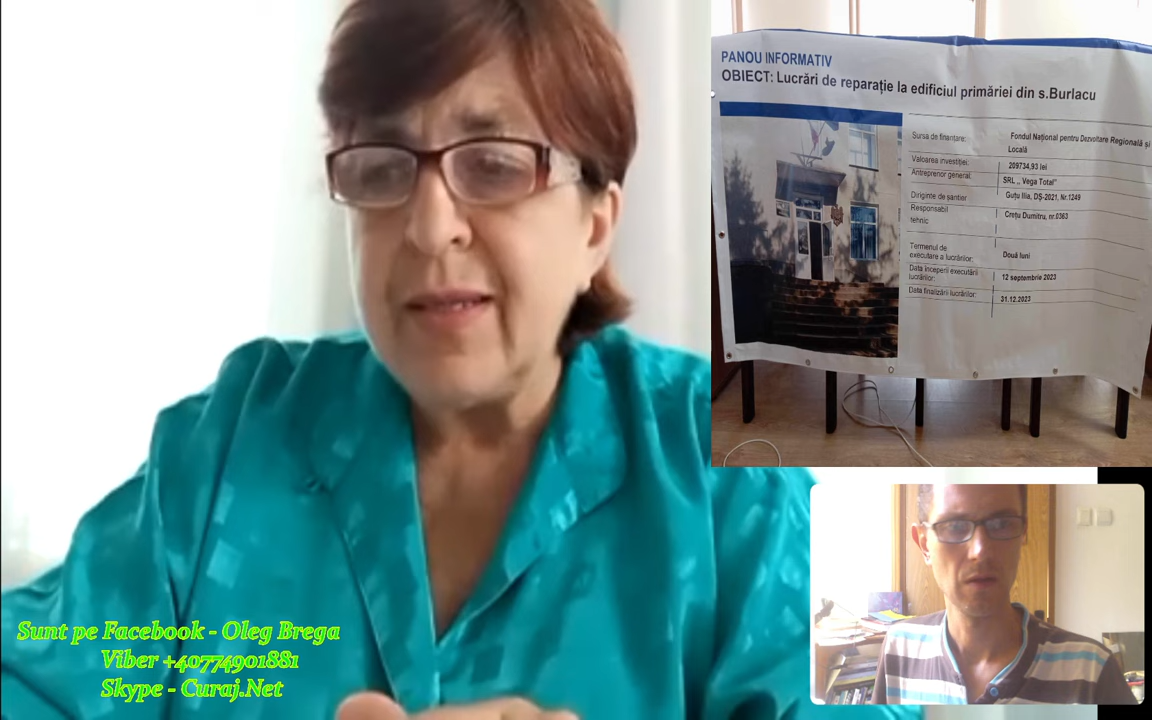 PANOU INFORMATIV
OBIECT: Lucrări de reparație la edificiul primăriei din s.Burlacu
Sursa de finanțare: Fondul Național pentru Dezvoltare Regională și
Locală
Valoarea investiției: 209734,93 lei
Antreprenor general: SRL ,, Vega Total"
Diriginte de șantier Guțu Ilia, DȘ-2021, Nr.1249
Responsabil
tehnic Crețu Dumitru, nr.0363
Termenul de
executare a lucrărilor: Două luni
Data începerii executării
lucrărilor: 12 septembrie 2023
Data finalizării lucrărilor: 31.12.2023
Sunt pe Facebook - Oleg Brega
Viber +40774901881
Skype - Curaj.Net